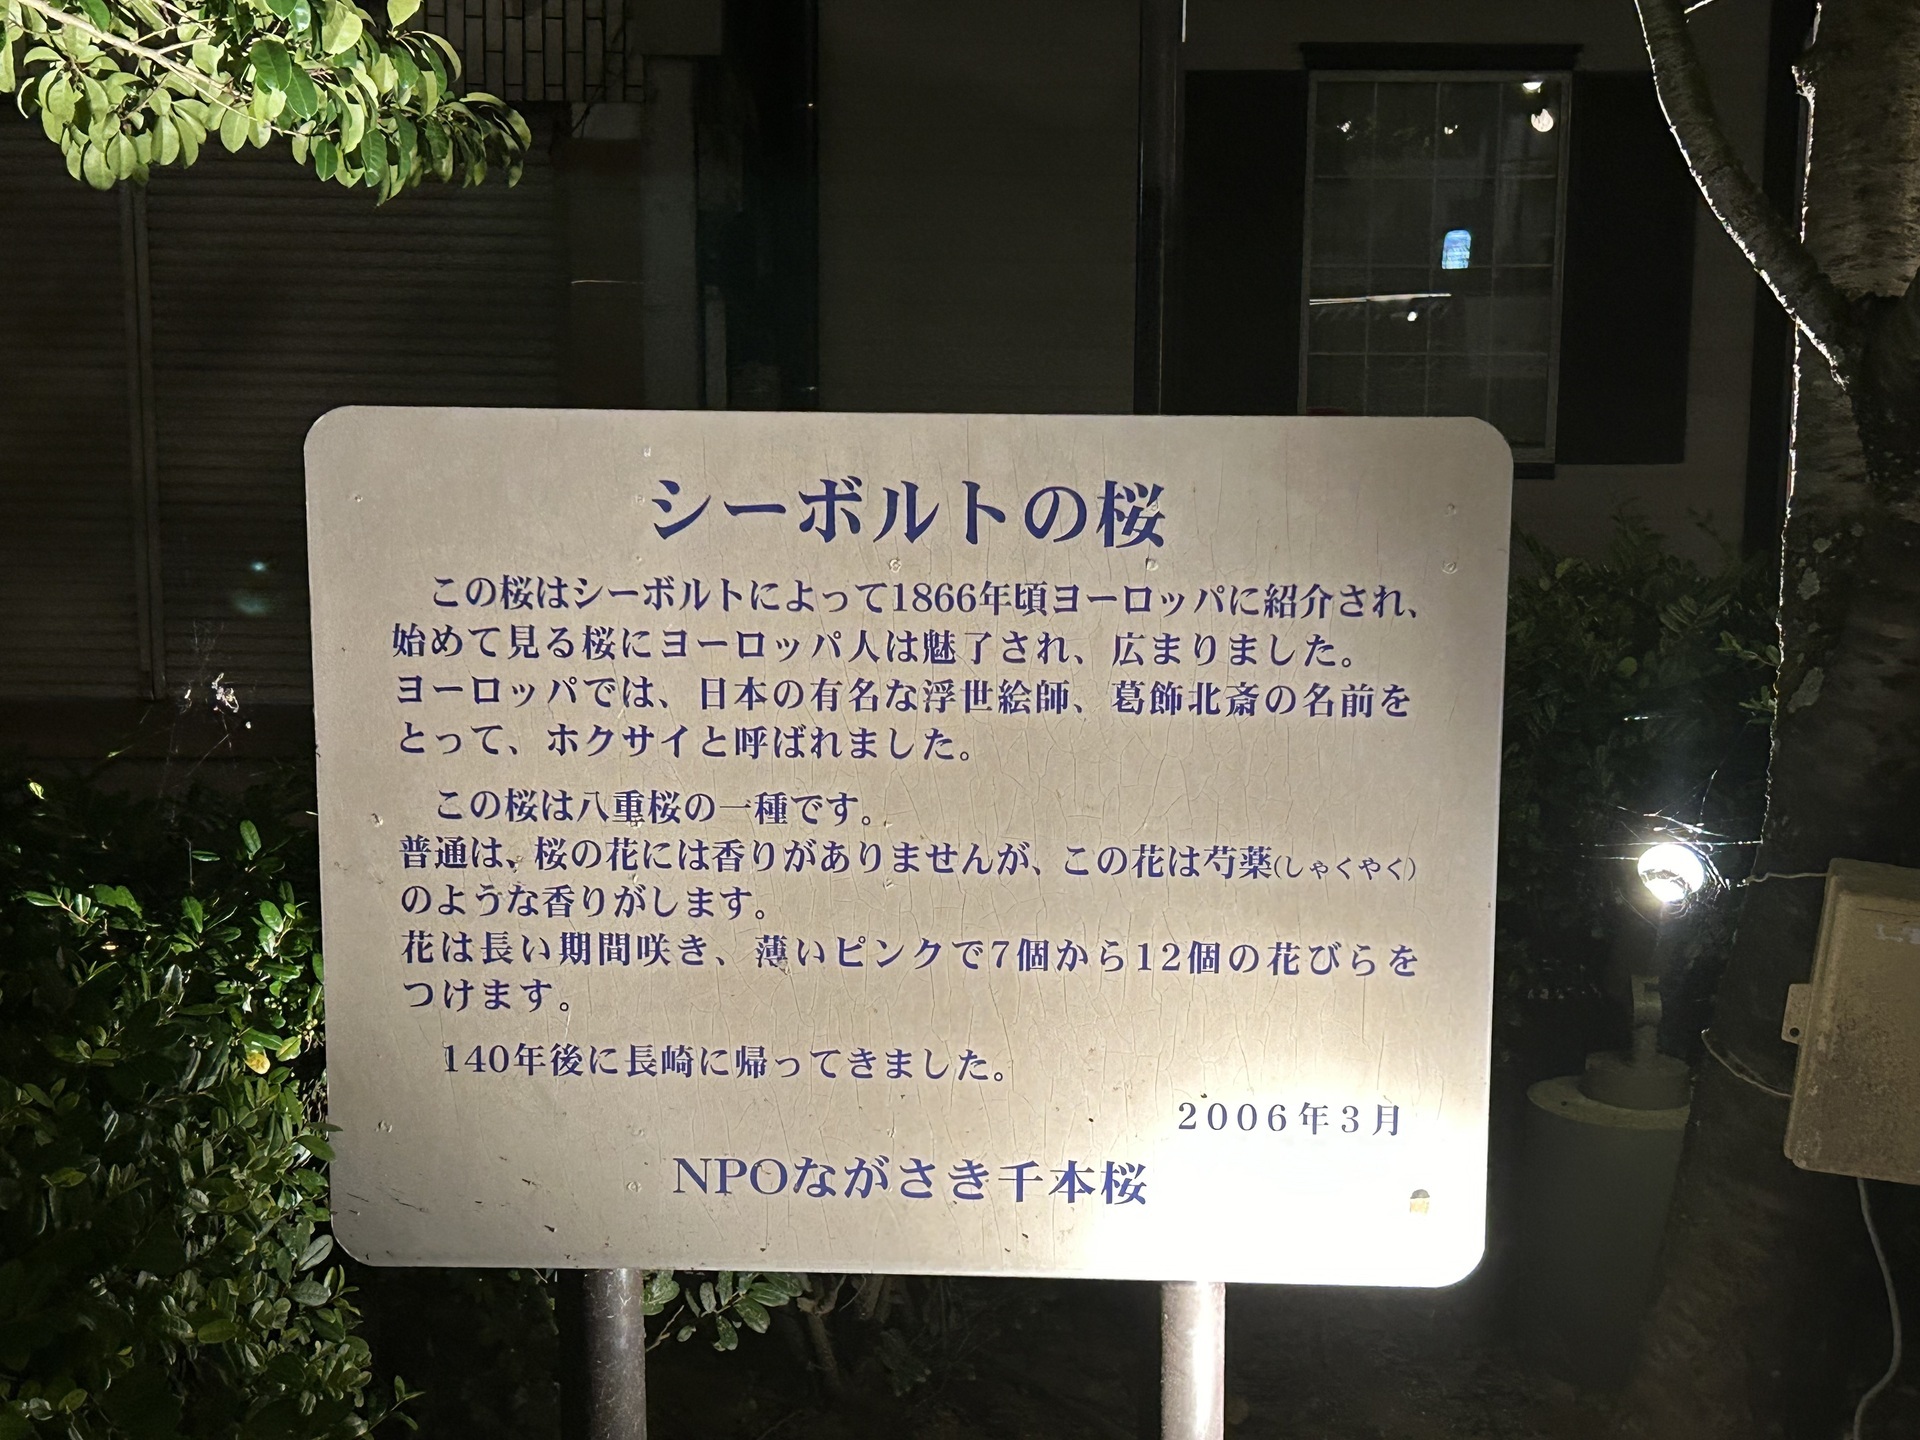 シーボルトの桜
この桜はシーボルトによって1866年頃ヨーロッパに紹介され、
始めて見る桜にヨーロッパ人は魅了され、広まりました。
ヨーロッパでは、日本の有名な浮世絵師、葛飾北斎の名前を
とって、ホクサイと呼ばれました。
この桜は八重桜の一種です。
普通は、桜の花には香りがありませんが、この花は芍薬(しゃくやく)
のような香りがします。
花は長い期間咲き、薄いピンクで7個から12個の花びらを
つけます。
140年後に長崎に帰ってきました。
2006年3月
NPOながさき千本桜